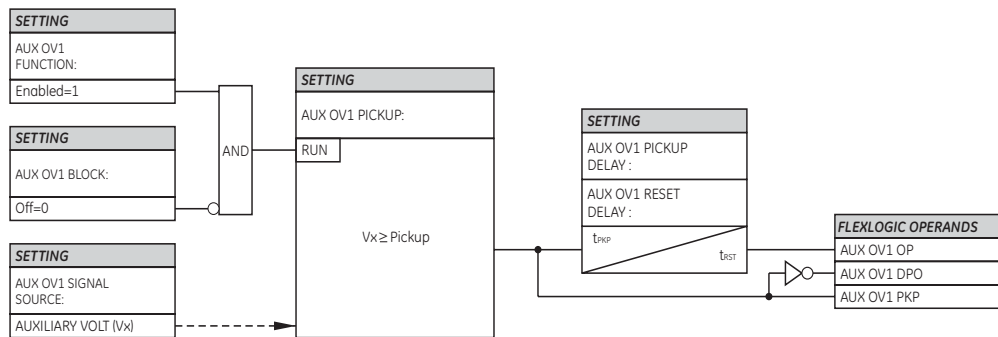 SETTING
AUX OV1
FUNCTION:
Enabled=1
SETTING
AUX OV1 BLOCK:
Off=0
SETTING
AUX OV1 SIGNAL
SOURCE:
AUXILIARY VOLT (Vx)
AND
SETTING
AUX OV1 PICKUP:
RUN
Vx ≥ Pickup
SETTING
AUX OV1 PICKUP
DELAY :
AUX OV1 RESET
DELAY :
tPKP
tRST
FLEXLOGIC OPERANDS
AUX OV1 OP
AUX OV1 DPO
AUX OV1 PKP